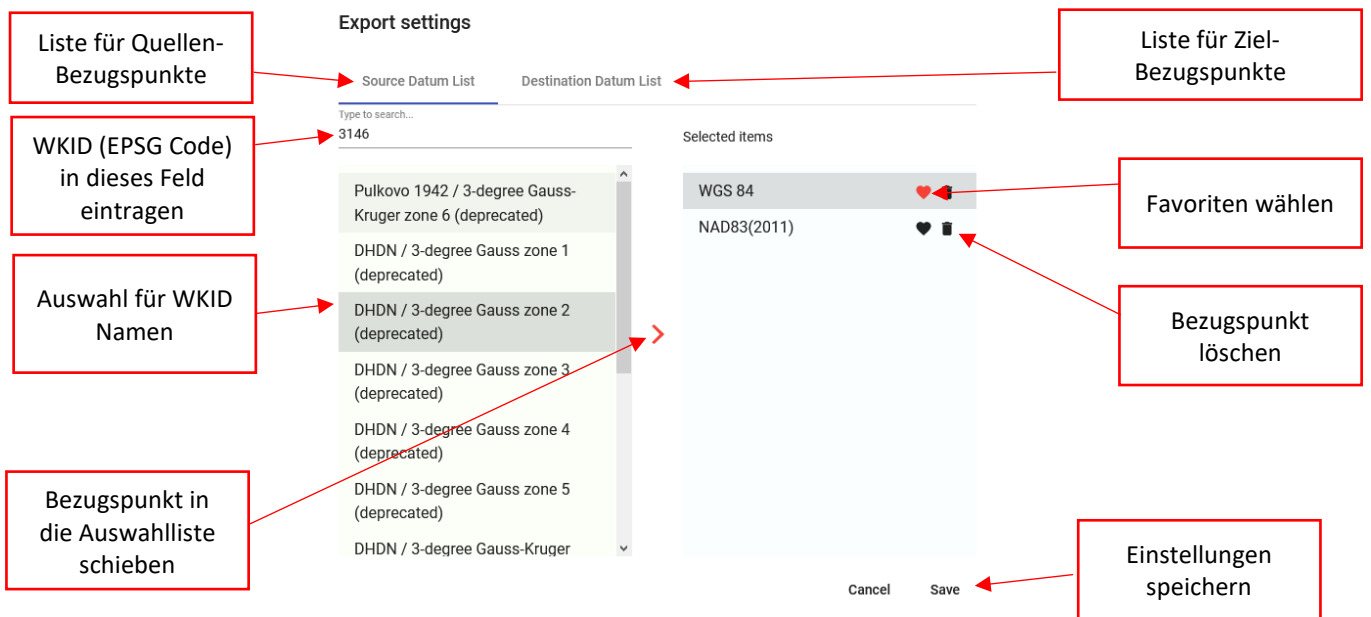 Export settings
Liste für Quellen-
Bezugspunkte
Liste für Ziel-
Bezugspunkte
Source Datum List
Destination Datum List
Type to search...
3146
Selected items
WKID (EPSG Code)
in dieses Feld
eintragen
Pulkovo 1942 / 3-degree Gauss-
Kruger zone 6 (deprecated)
DHDN / 3-degree Gauss zone 1
(deprecated)
DHDN / 3-degree Gauss zone 2
(deprecated)
DHDN / 3-degree Gauss zone 3
(deprecated)
DHDN / 3-degree Gauss zone 4
(deprecated)
DHDN / 3-degree Gauss zone 5
(deprecated)
DHDN / 3-degree Gauss-Kruger
WGS 84
NAD83(2011)
Favoriten wählen
Auswahl für WKID
Namen
Bezugspunkt
löschen
Bezugspunkt in
die Auswahlliste
schieben
Cancel
Save
Einstellungen
speichern